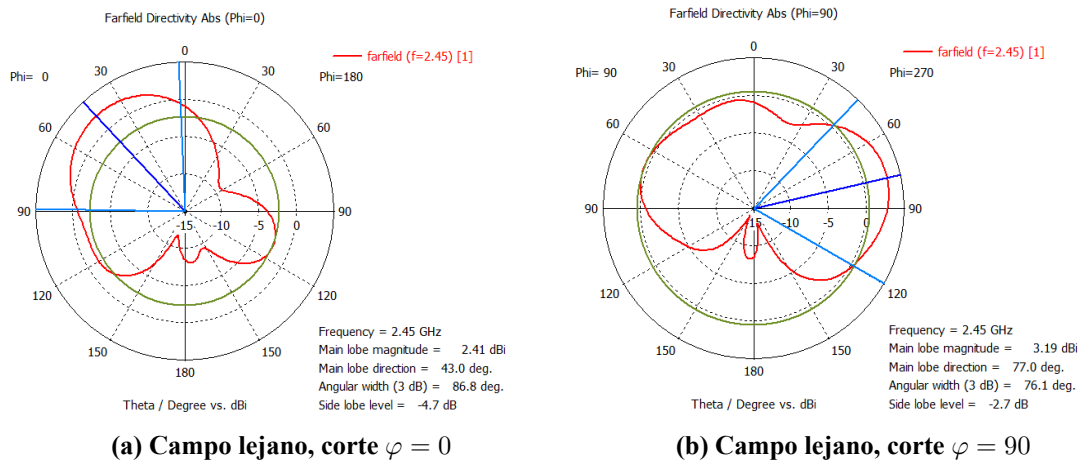 Farfield Directivity Abs (Phi=0)
farfield (f=2.45) [1]
Phi= 0
Phi=180
0
30
30
60
60
90
90
-15
-10
-5
0
120
120
150
150
180
Frequency = 2.45 GHz
Main lobe magnitude = 2.41 dBi
Main lobe direction = 43.0 deg.
Angular width (3 dB) = 86.8 deg.
Side lobe level = -4.7 dB
Theta / Degree vs. dBi
(a) Campo lejano, corte φ = 0
Farfield Directivity Abs (Phi=90)
farfield (f=2.45) [1]
Phi= 90
Phi=270
0
30
30
60
60
90
90
-15
-10
-5
0
120
120
150
150
180
Frequency = 2.45 GHz
Main lobe magnitude = 3.19 dBi
Main lobe direction = 77.0 deg.
Angular width (3 dB) = 76.1 deg.
Side lobe level = -2.7 dB
Theta / Degree vs. dBi
(b) Campo lejano, corte φ = 90